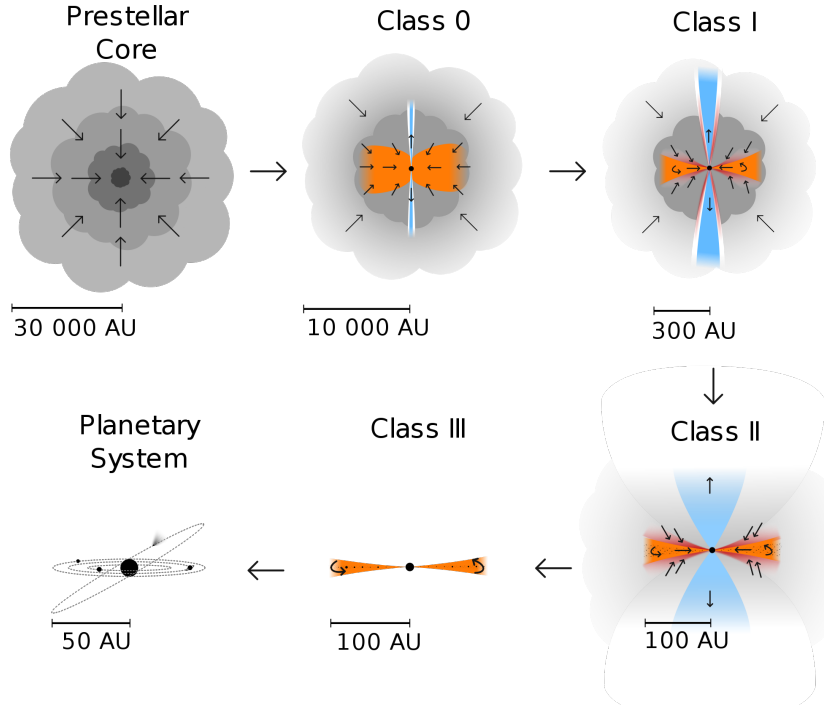 Prestellar
Core
Class 0
Class I
30 000 AU
10 000 AU
300 AU
Planetary
System
Class III
Class II
50 AU
100 AU
100 AU